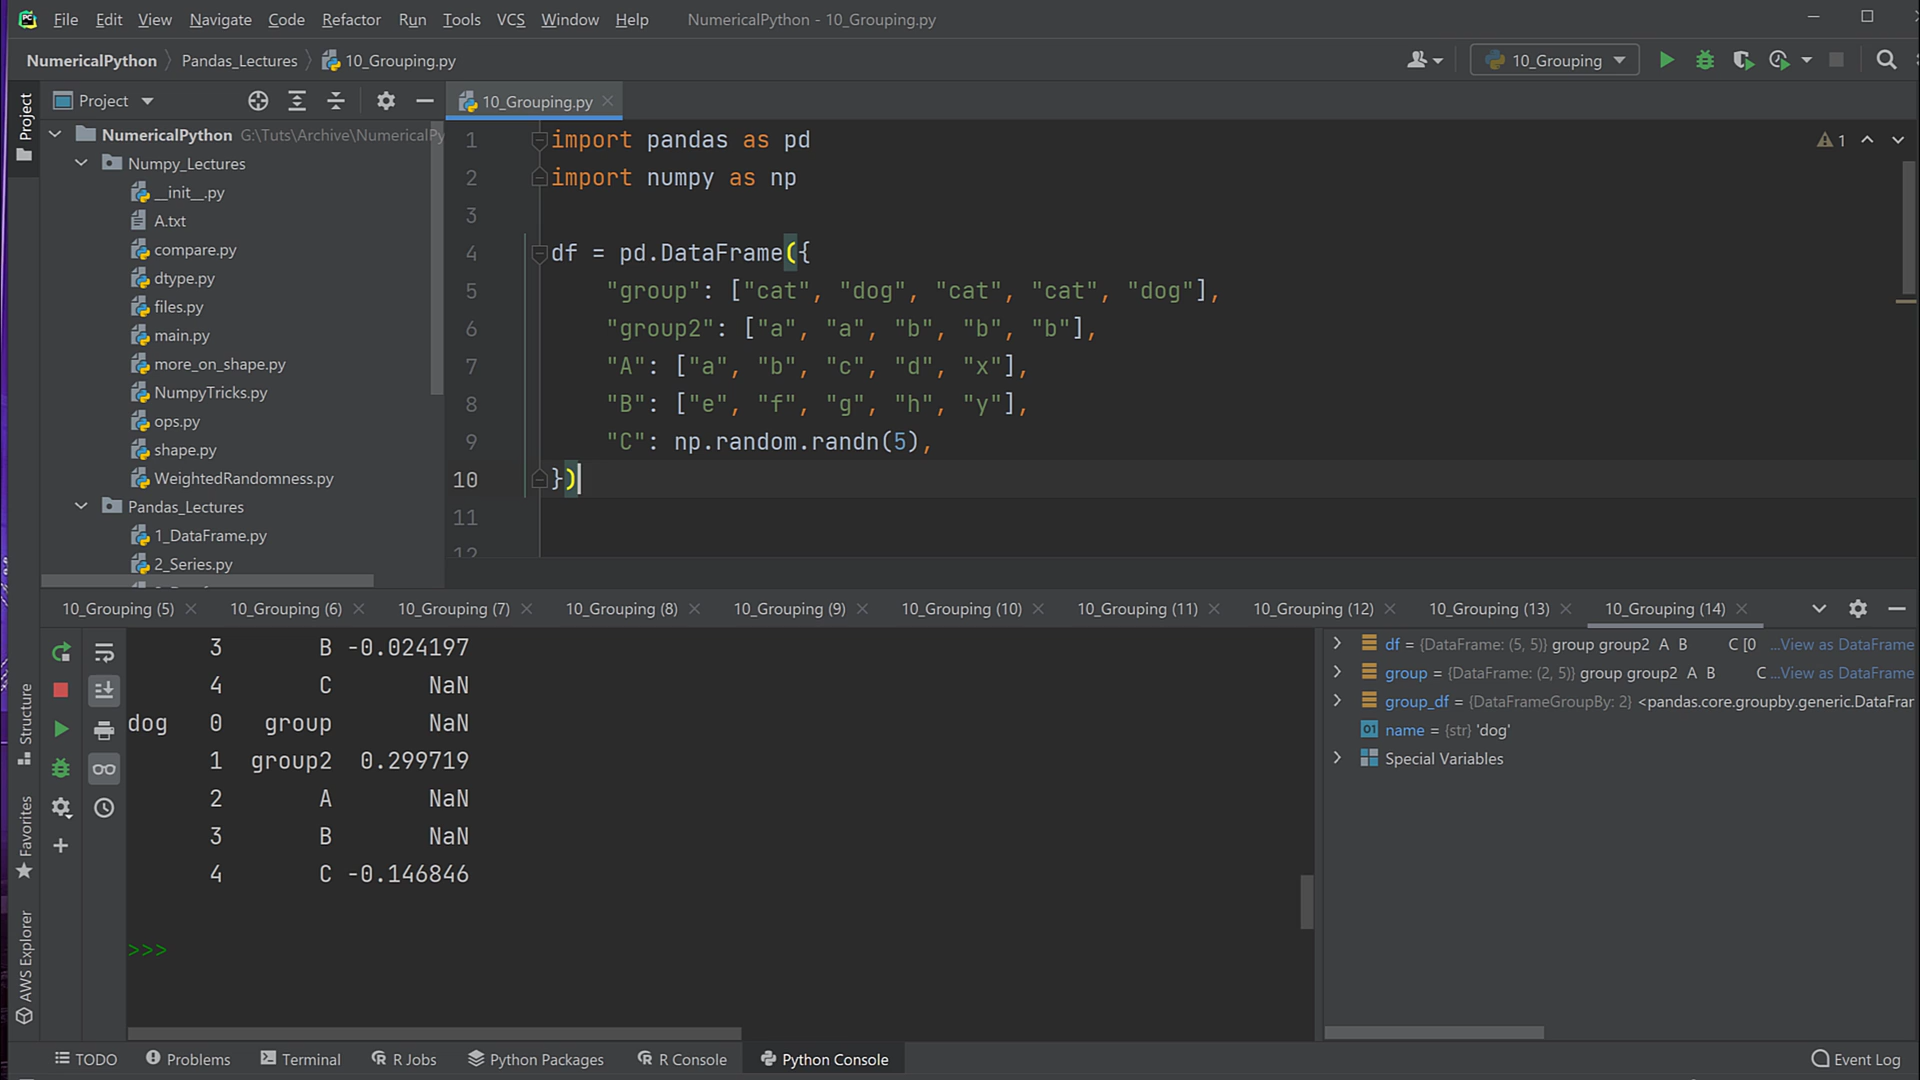 File Edit View Navigate Code Refactor Run Tools VCS Window Help NumericalPython - 10_Grouping.py
NumericalPython Pandas_Lectures 10_Grouping.py 10_Grouping
Project
Project
10_Grouping.py
NumericalPython G:\Tuts\Archive\NumericalPy
Numpy_Lectures
__init__.py
A.txt
compare.py
dtype.py
files.py
main.py
more_on_shape.py
NumpyTricks.py
ops.py
shape.py
WeightedRandomness.py
Pandas_Lectures
1_DataFrame.py
2_Series.py
1 import pandas as pd
2 import numpy as np
3
4 df = pd.DataFrame({
5 "group": ["cat", "dog", "cat", "cat", "dog"],
6 "group2": ["a", "a", "b", "b", "b"],
7 "A": ["a", "b", "c", "d", "x"],
8 "B": ["e", "f", "g", "h", "y"],
9 "C": np.random.randn(5),
10 })
11
12
1
10_Grouping (5) 10_Grouping (6) 10_Grouping (7) 10_Grouping (8) 10_Grouping (9) 10_Grouping (10) 10_Grouping (11) 10_Grouping (12) 10_Grouping (13) 10_Grouping (14)
3 B -0.024197
4 C NaN
dog 0 group NaN
1 group2 0.299719
2 A NaN
3 B NaN
4 C -0.146846
>>>
df = {DataFrame: (5, 5)} group group2 A B C [0 ...View as DataFrame
group = {DataFrame: (2, 5)} group group2 A B C ...View as DataFrame
group_df = {DataFrameGroupBy: 2} <pandas.core.groupby.generic.DataFrar
01 name = {str} 'dog'
Special Variables
Structure
Favorites
AWS Explorer
TODO Problems Terminal R Jobs Python Packages R Console Python Console Event Log